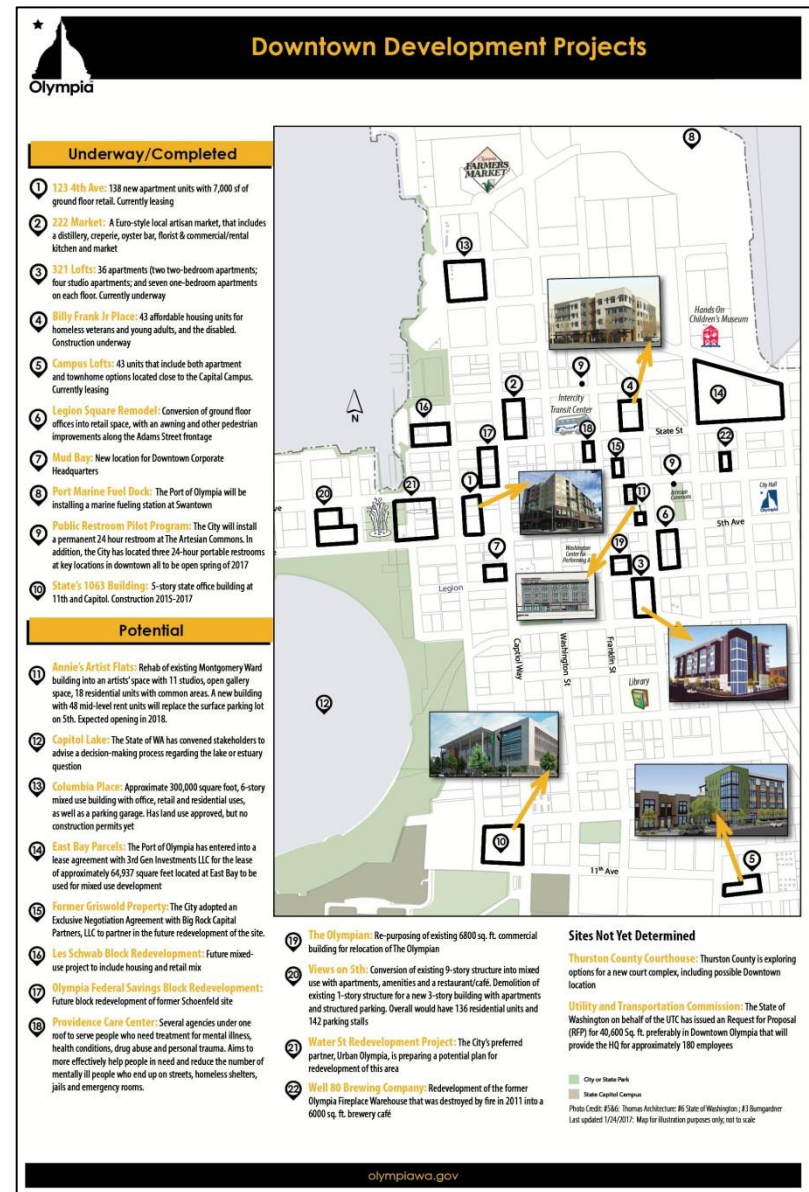 Olympia
Downtown Development Projects
Underway/Completed
1 123 4th Ave: 138 new apartment units with 7,000 sf of
ground floor retail. Currently leasing
2 222 Market: A Euro-style local artisan market, that includes
a distillery, creperie, oyster bar, florist & commercial/rental
kitchen and market
3 321 Lofts: 36 apartments (two two-bedroom apartments;
four studio apartments; and seven one-bedroom apartments
on each floor. Currently underway
4 Billy Frank Jr Place: 43 affordable housing units for
homeless veterans and young adults, and the disabled.
Construction underway
5 Campus Lofts: 43 units that include both apartment
and townhome options located close to the Capital Campus.
Currently leasing
6 Legion Square Remodel: Conversion of ground floor
offices into retail space, with an awning and other pedestrian
improvements along the Adams Street frontage
7 Mud Bay: New location for Downtown Corporate
Headquarters
8 Port Marine Fuel Dock: The Port of Olympia will be
installing a marine fueling station at Swantown
9 Public Restroom Pilot Program: The City will install
a permanent 24 hour restroom at The Artesian Commons. In
addition, the City has located three 24-hour portable restrooms
at key locations in downtown all to be open spring of 2017
10 State's 1063 Building: 5-story state office building at
11th and Capitol. Construction 2015-2017
Potential
11 Annie's Artist Flats: Rehab of existing Montgomery Ward
building into an artists' space with 11 studios, open gallery
space, 18 residential units with common areas. A new building
with 48 mid-level rent units will replace the surface parking lot
on 5th. Expected opening in 2018.
12 Capitol Lake: The State of WA has convened stakeholders to
advise a decision-making process regarding the lake or estuary
question
13 Columbia Place: Approximate 300,000 square foot, 6-story
mixed use building with office, retail and residential uses,
as well as a parking garage. Has land use approved, but no
construction permits yet
14 East Bay Parcels: The Port of Olympia has entered into a
lease agreement with 3rd Gen Investments LLC for the lease
of approximately 64,937 square feet located at East Bay to be
used for mixed use development
15 Former Griswold Property: The City adopted an
Exclusive Negotiation Agreement with Big Rock Capital
Partners, LLC to partner in the future redevelopment of the site.
16 Les Schwab Block Redevelopment: Future mixed-
use project to include housing and retail mix
17 Olympia Federal Savings Block Redevelopment:
Future block redevelopment of former Schoenfeld site
18 Providence Care Center: Several agencies under one
roof to serve people who need treatment for mental illness,
health conditions, drug abuse and personal trauma. Aims to
more effectively help people in need and reduce the number of
mentally ill people who end up on streets, homeless shelters,
jails and emergency rooms.
19 The Olympian: Re-purposing of existing 6800 sq. ft. commercial
building for relocation of The Olympian
20 Views on 5th: Conversion of existing 9-story structure into mixed
use with apartments, amenities and a restaurant/café. Demolition of
existing 1-story structure for a new 3-story building with apartments
and structured parking. Overall would have 136 residential units and
142 parking stalls
21 Water St Redevelopment Project: The City's preferred
partner, Urban Olympia, is preparing a potential plan for
redevelopment of this area
22 Well 80 Brewing Company: Redevelopment of the former
Olympia Fireplace Warehouse that was destroyed by fire in 2011 into a
6000 sq. ft. brewery café
Sites Not Yet Determined
Thurston County Courthouse: Thurston County is exploring
options for a new court complex, including possible Downtown
location
Utility and Transportation Commission: The State of
Washington on behalf of the UTC has issued an Request for Proposal
(RFP) for 40,600 Sq. ft. preferably in Downtown Olympia that will
provide the HQ for approximately 180 employees
City or State Park
State Capitol Campus
Photo Credit: #5&6: Thomas Architecture: #6 State of Washington ; #3 Bumgardner
Last updated 1/24/2017: Map for illustration purposes only; not to scale
8
Olympia
FARMERS
MARKET
13
Hands On
Children's Museum
9
2
4
14
Intercity
Transit Center
N
16
18
State St
22
17
15
21
20
1
9
11
Artesian
Commons
City Hall
Olympia
6
5th Ave
7
Washington
Center for
Performing
19
3
Legion
Capitol Way
Washington St
Franklin St
Library
12
10
11th Ave
5
olympiawa.gov